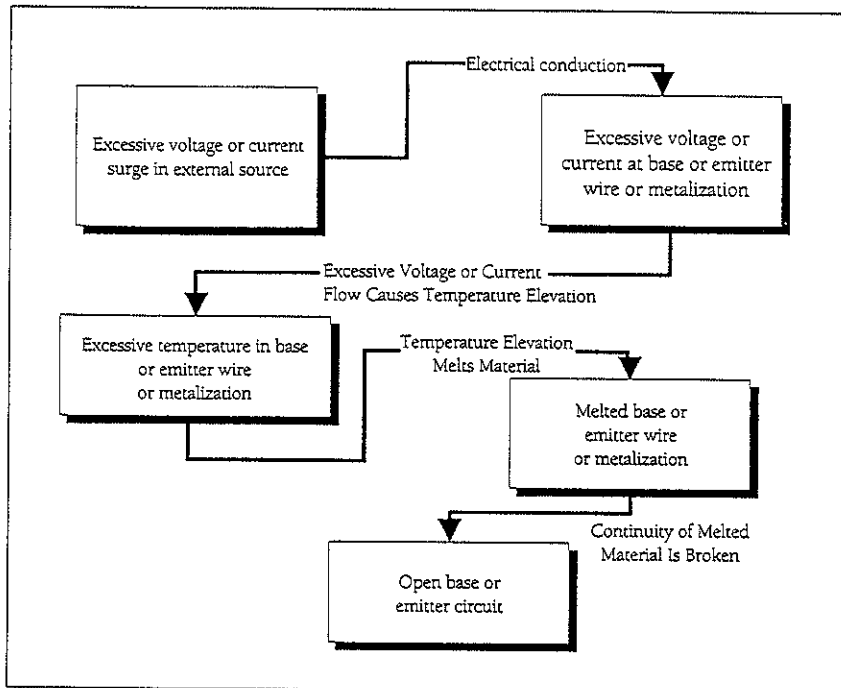 Electrical conduction
Excessive voltage or current
surge in external source
Excessive voltage or
current at base or emitter
wire or metalization
Excessive Voltage or Current
Flow Causes Temperature Elevation
Excessive temperature in base
or emitter wire
or metalization
Temperature Elevation
Melts Material
Melted base or
emitter wire
or metalization
Continuity of Melted
Material Is Broken
Open base or
emitter circuit